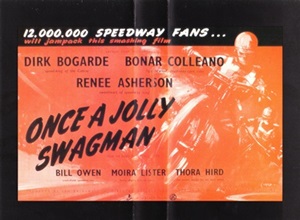 12,000,000 SPEEDWAY FANS...
will jampack this smashing film
DIRK BOGARDE BONAR COLLEANO
RENEE ASHERSON
ONCE A JOLLY
SWAGMAN
BILL OWEN MOIRA LISTER THORA HIRD